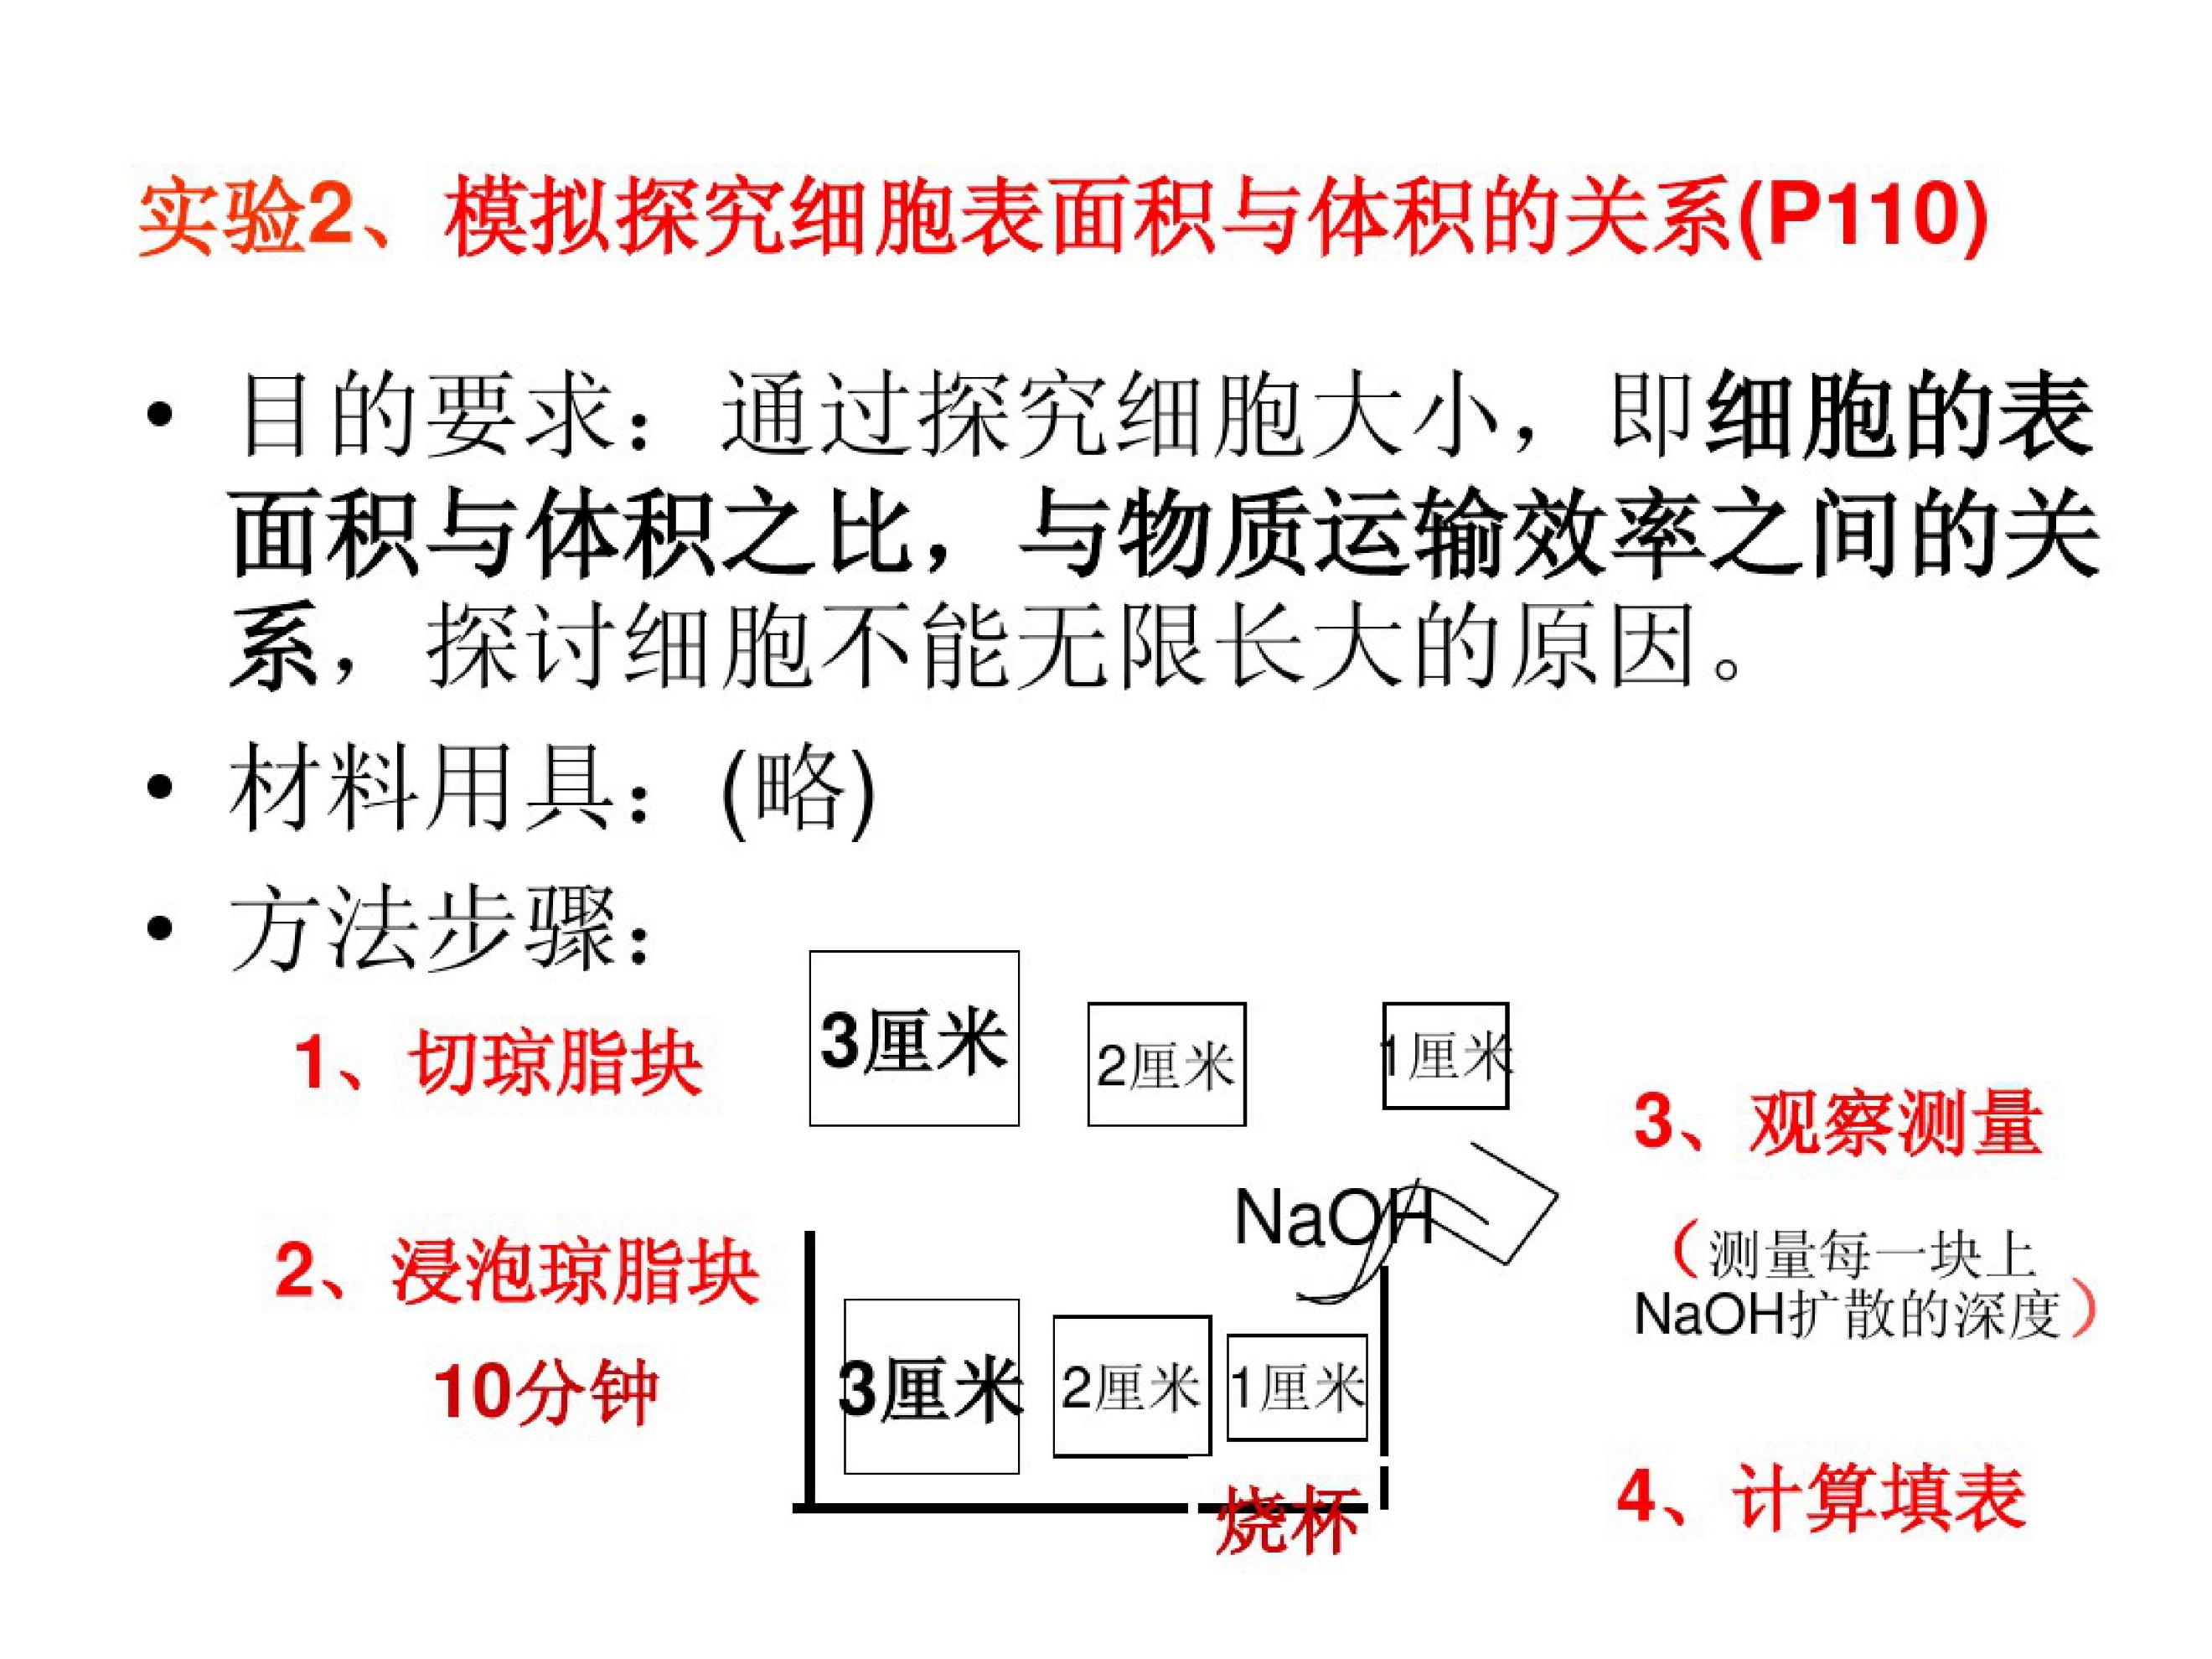 实验2、模拟探究细胞表面积与体积的关系(P110)
• 目的要求：通过探究细胞大小，即细胞的表
面积与体积之比，与物质运输效率之间的关
系，探讨细胞不能无限长大的原因。
• 材料用具：(略)
• 方法步骤：
1、切琼脂块
3厘米
2厘米
1厘米
2、浸泡琼脂块
10分钟
NaOH
3厘米
2厘米
1厘米
烧杯
3、观察测量
（测量每一块上
NaOH扩散的深度）
4、计算填表